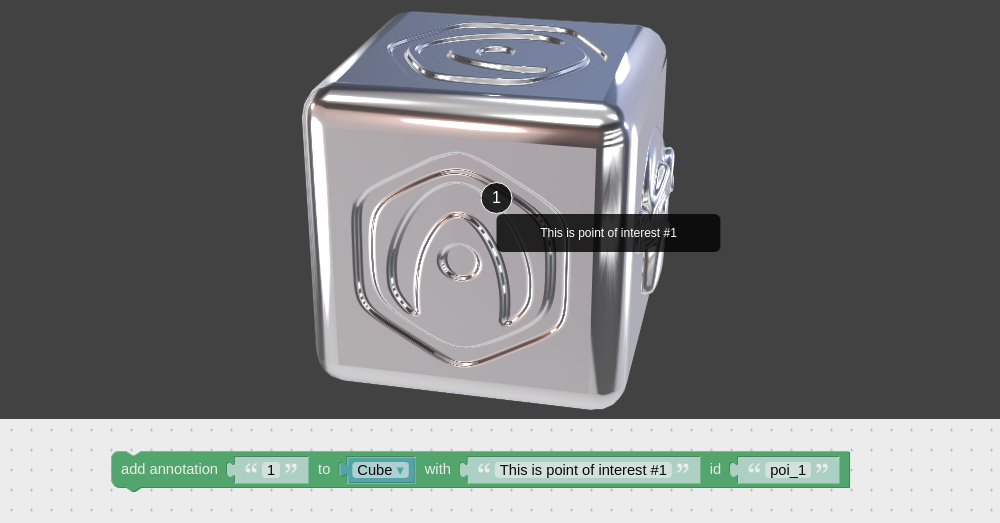 1
This is point of interest #1
add annotation “ 1 ” to Cube ▾ with “ This is point of interest #1 ” id “ poi_1 ”